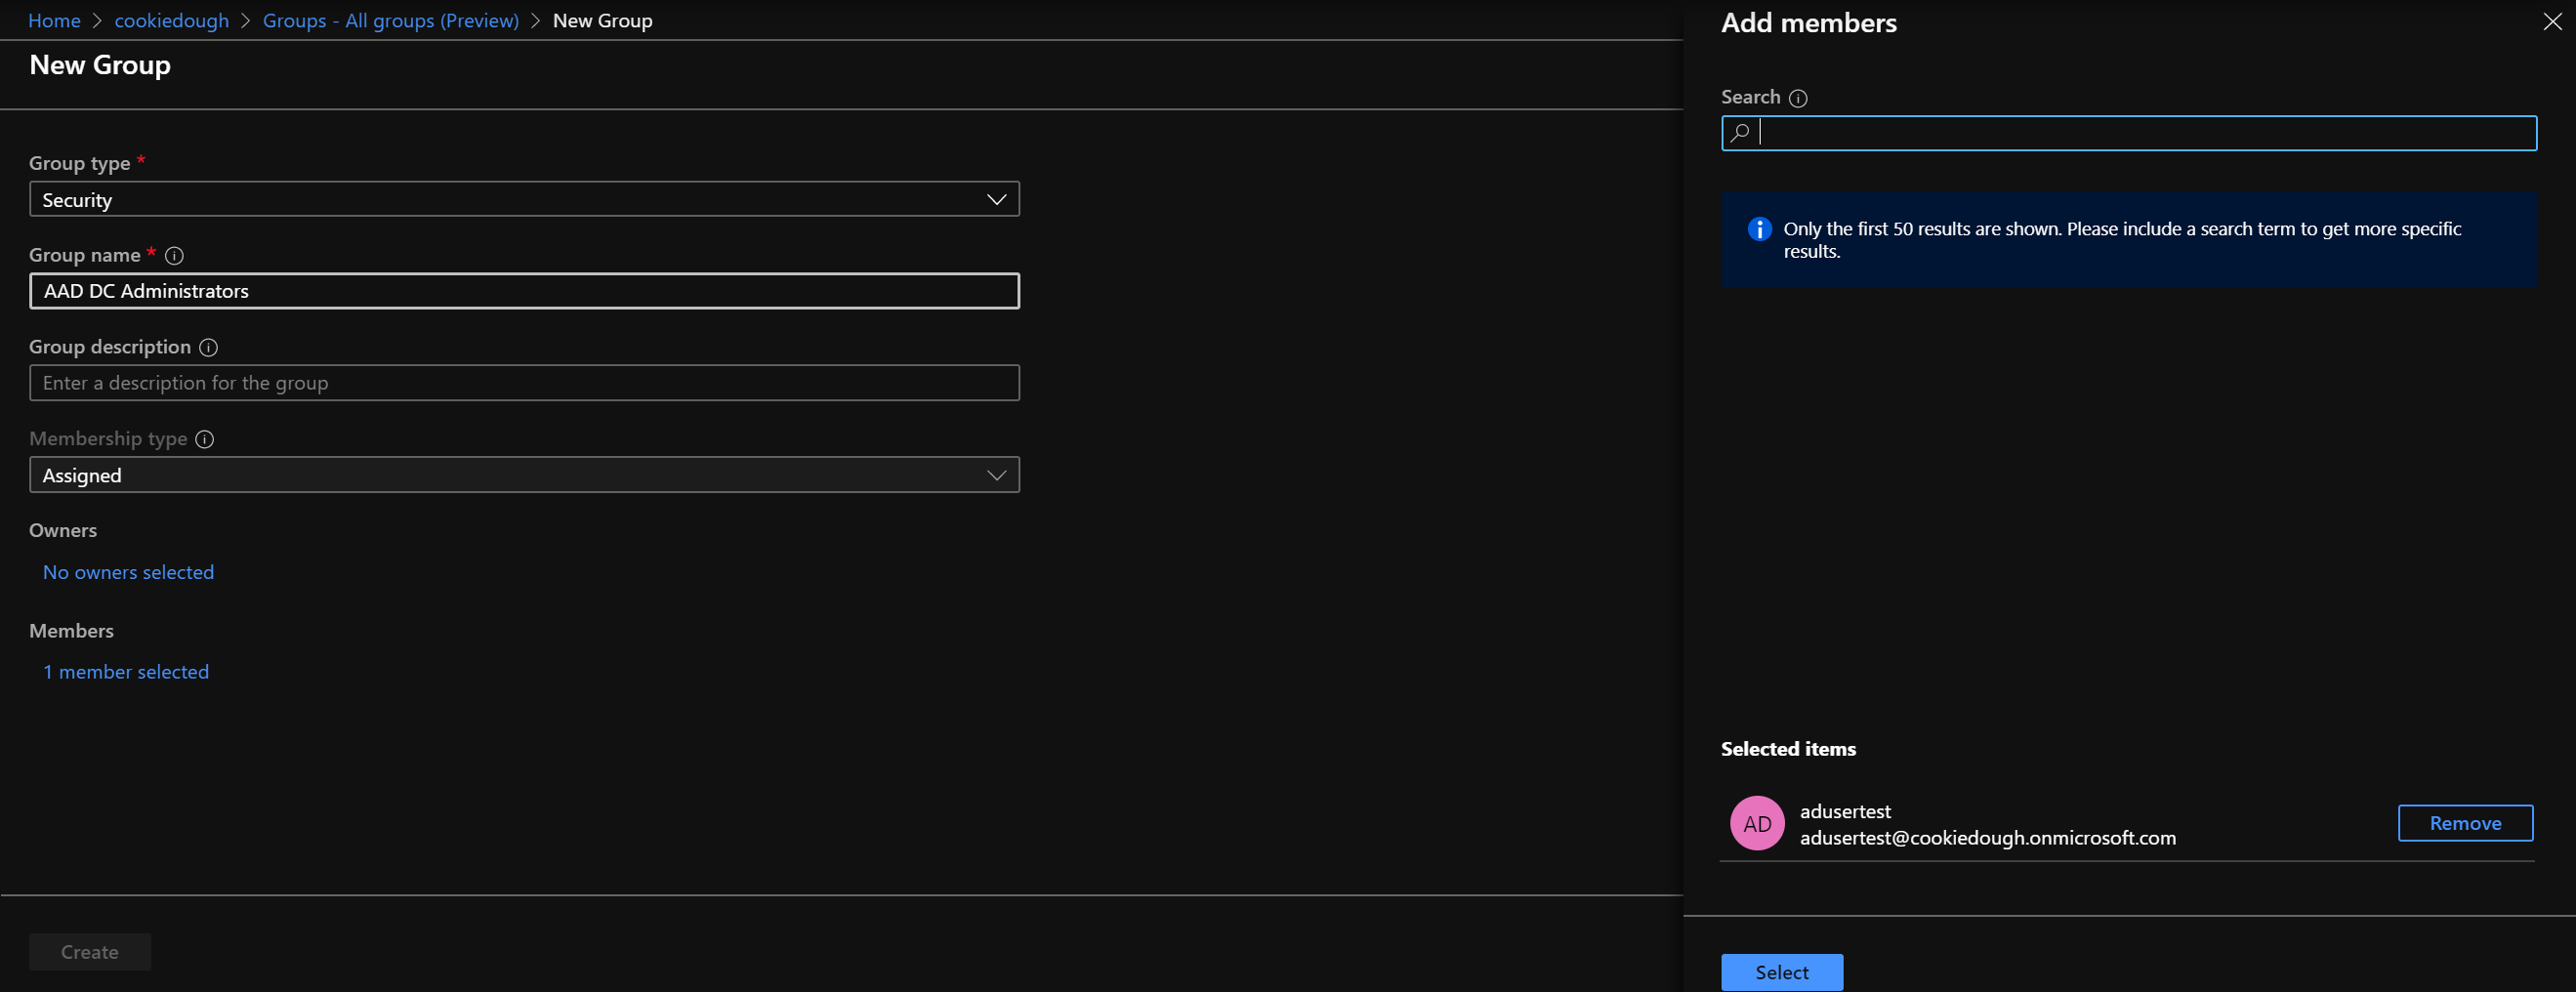 Home > cookiedough > Groups - All groups (Preview) > New Group
New Group
Group type *
Security
Group name *
AAD DC Administrators
Group description
Enter a description for the group
Membership type
Assigned
Owners
No owners selected
Members
1 member selected
Create
Add members
Search
Only the first 50 results are shown. Please include a search term to get more specific
results.
Selected items
AD
adusertest
adusertest@cookiedough.onmicrosoft.com
Remove
Select